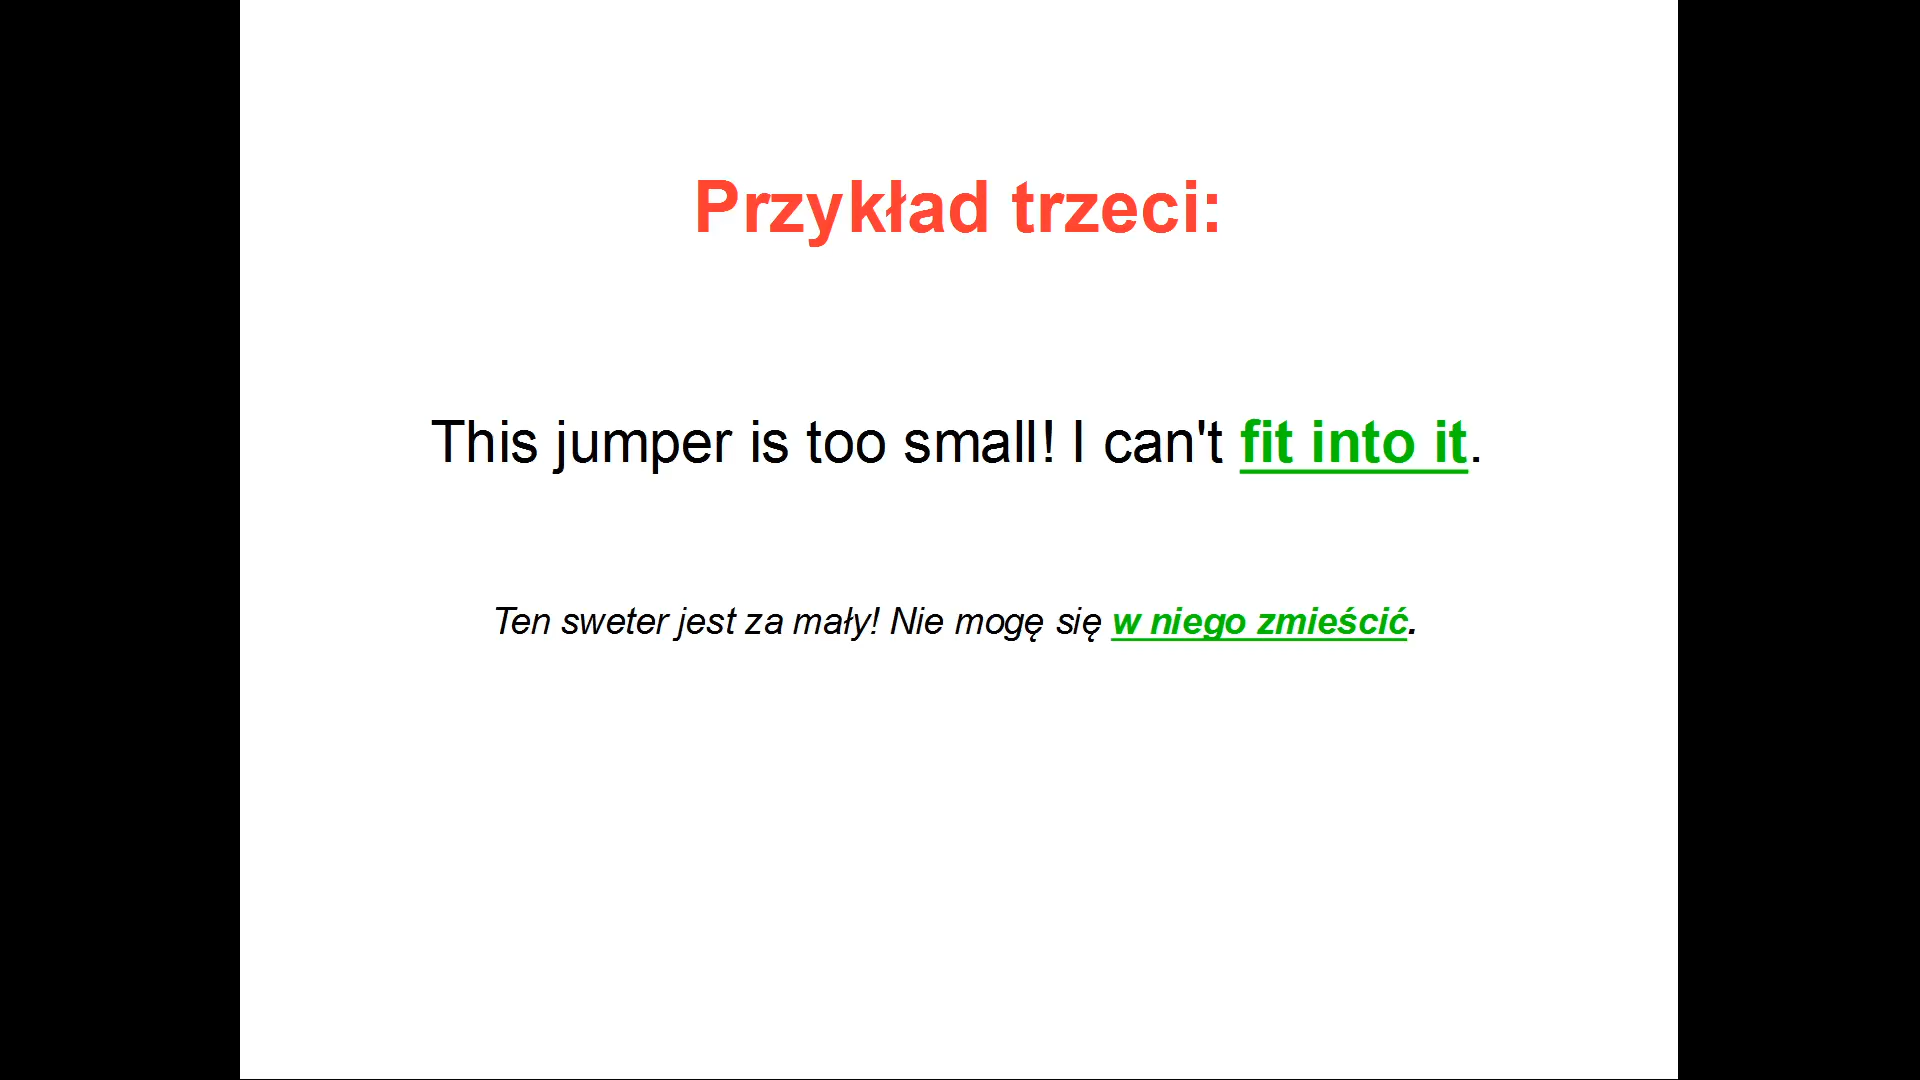 Przykład trzeci:
This jumper is too small! I can't fit into it.
Ten sweter jest za mały! Nie mogę się w niego zmieścić.